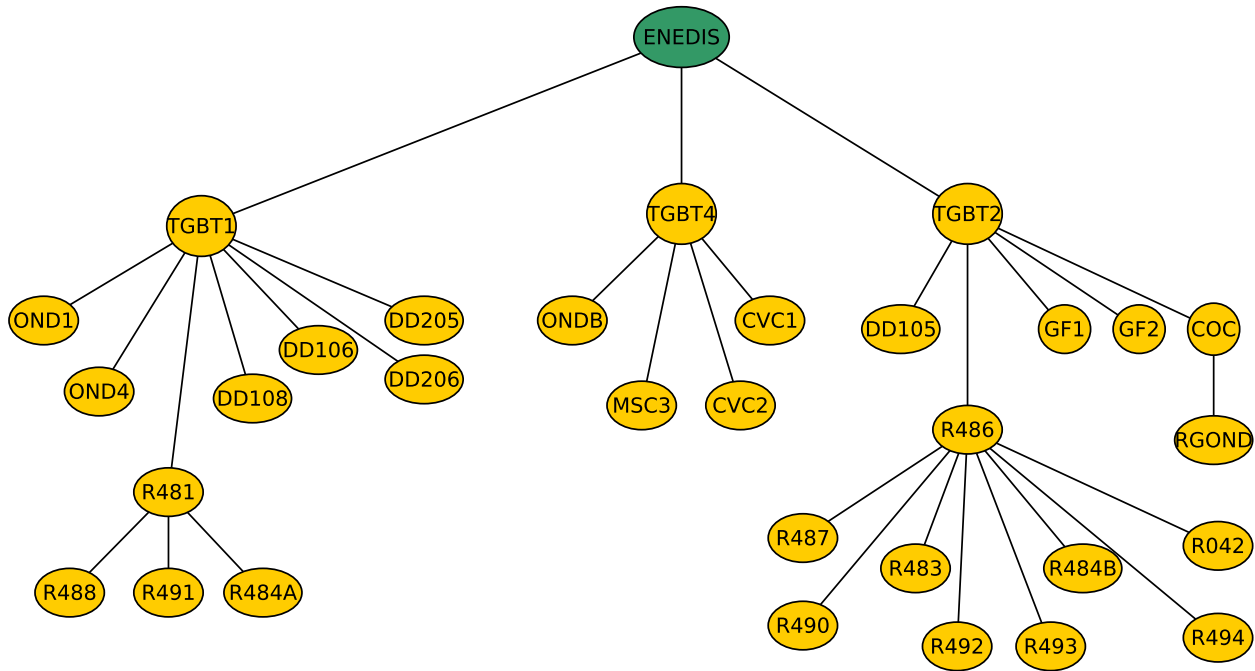 ENEDIS
TGBT1
TGBT4
TGBT2
OND1
OND4
DD108
DD106
DD206
DD205
ONDB
MSC3
CVC2
CVC1
DD105
GF1
GF2
COC
R481
R486
RGOND
R488
R491
R484A
R487
R490
R483
R492
R493
R484B
R494
R042